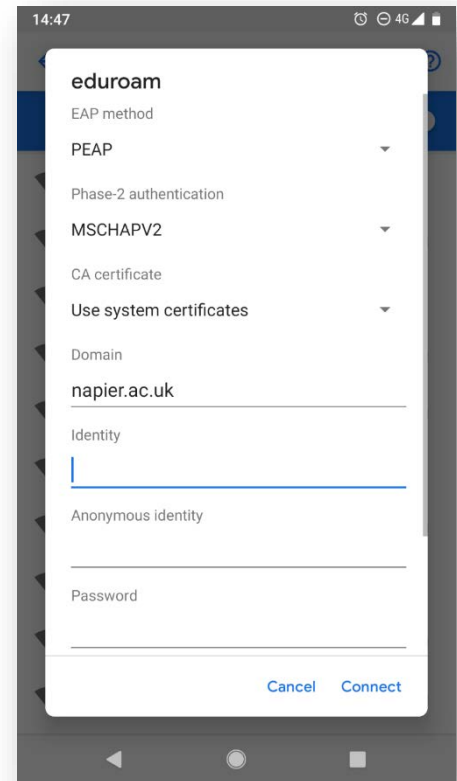 14:47
4G
eduroam
EAP method
PEAP
Phase-2 authentication
MSCHAPV2
CA certificate
Use system certificates
Domain
napier.ac.uk
Identity
Anonymous identity
Password
Cancel Connect